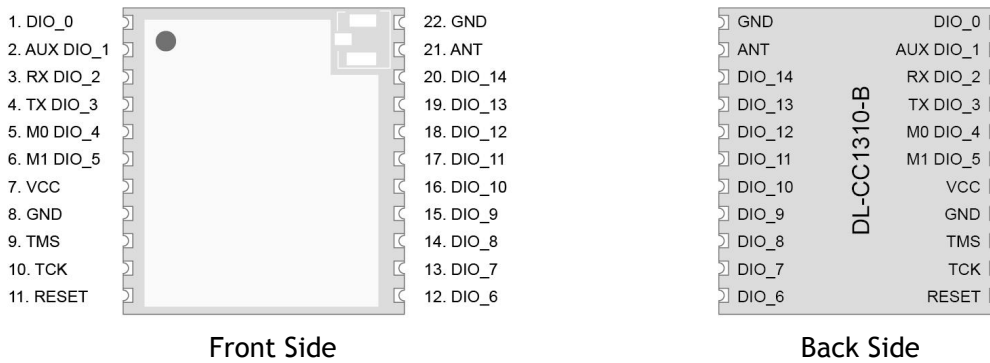 1. DIO_0
2. AUX DIO_1
3. RX DIO_2
4. TX DIO_3
5. M0 DIO_4
6. M1 DIO_5
7. VCC
8. GND
9. TMS
10. TCK
11. RESET
22. GND
21. ANT
20. DIO_14
19. DIO_13
18. DIO_12
17. DIO_11
16. DIO_10
15. DIO_9
14. DIO_8
13. DIO_7
12. DIO_6
Front Side
GND
ANT
DIO_14
DIO_13
DIO_12
DIO_11
DIO_10
DIO_9
DIO_8
DIO_7
DIO_6
DL-CC1310-B
DIO_0
AUX DIO_1
RX DIO_2
TX DIO_3
M0 DIO_4
M1 DIO_5
VCC
GND
TMS
TCK
RESET
Back Side